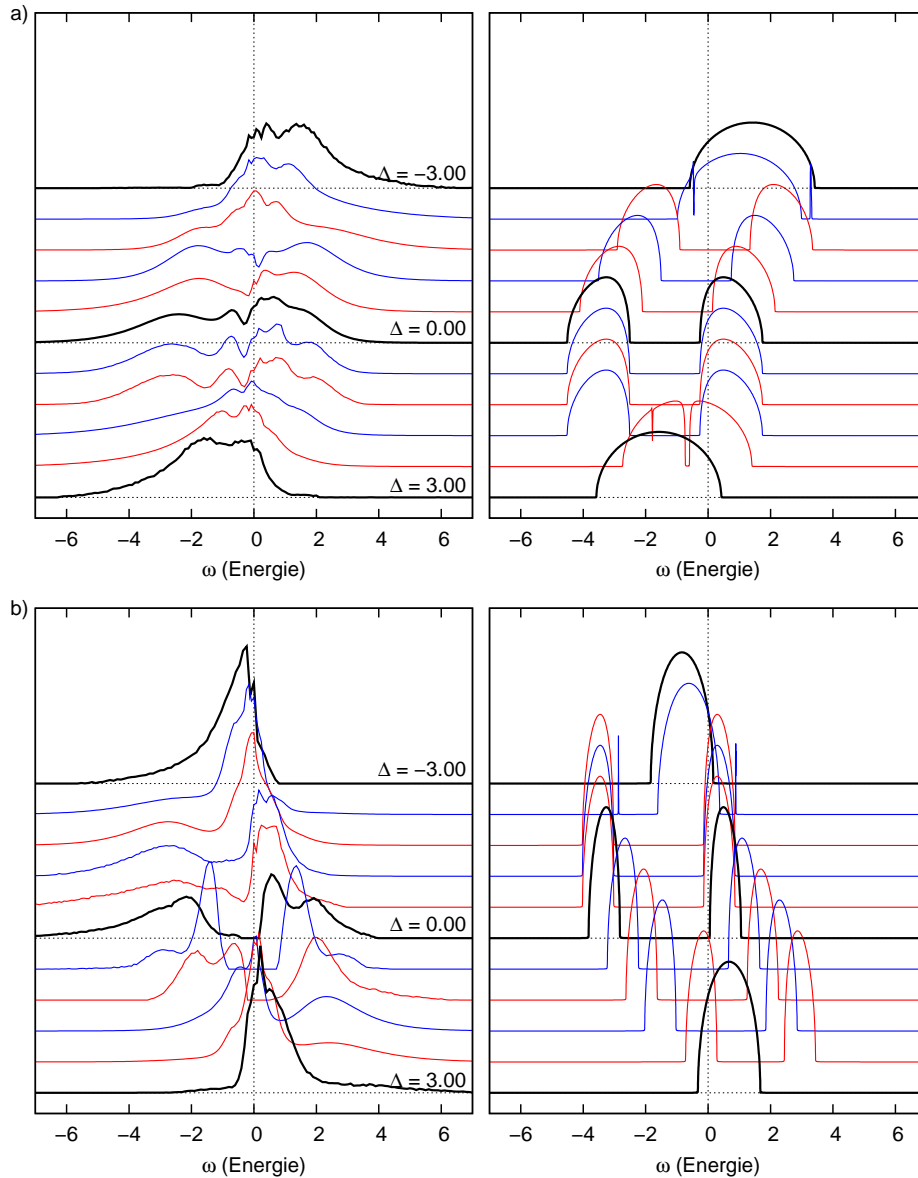 a)
Δ = −3.00
Δ = 0.00
Δ = 3.00
−6 −4 −2 0 2 4 6
ω (Energie)
−6 −4 −2 0 2 4 6
ω (Energie)
b)
Δ = −3.00
Δ = 0.00
Δ = 3.00
−6 −4 −2 0 2 4 6
ω (Energie)
−6 −4 −2 0 2 4 6
ω (Energie)